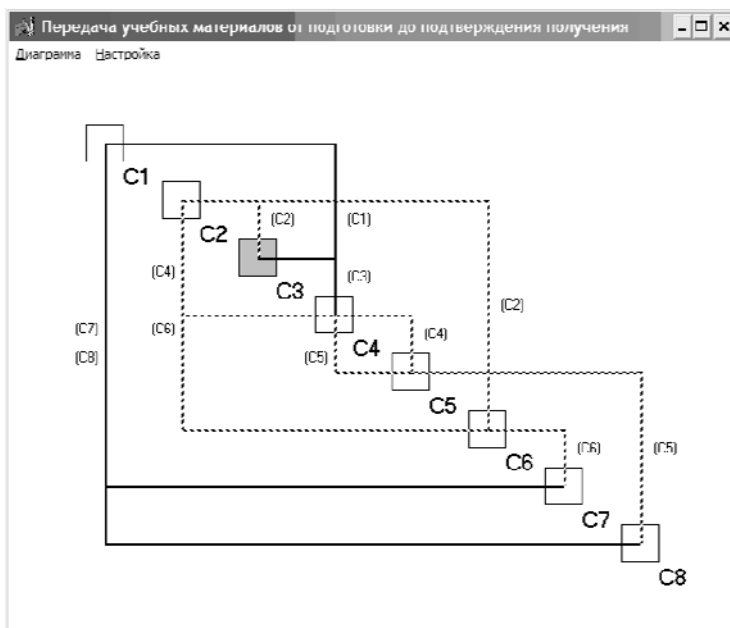 Передача учебных материалов от подготовки до подтверждения получения
Диаграмма Настройка
C1
C2 (C2) (C1)
(C4)
C3 (C3)
(C2)
(C7) (C6) (C4)
C4
(C8) (C5)
C5
(C6) (C5)
C6
C7
C8